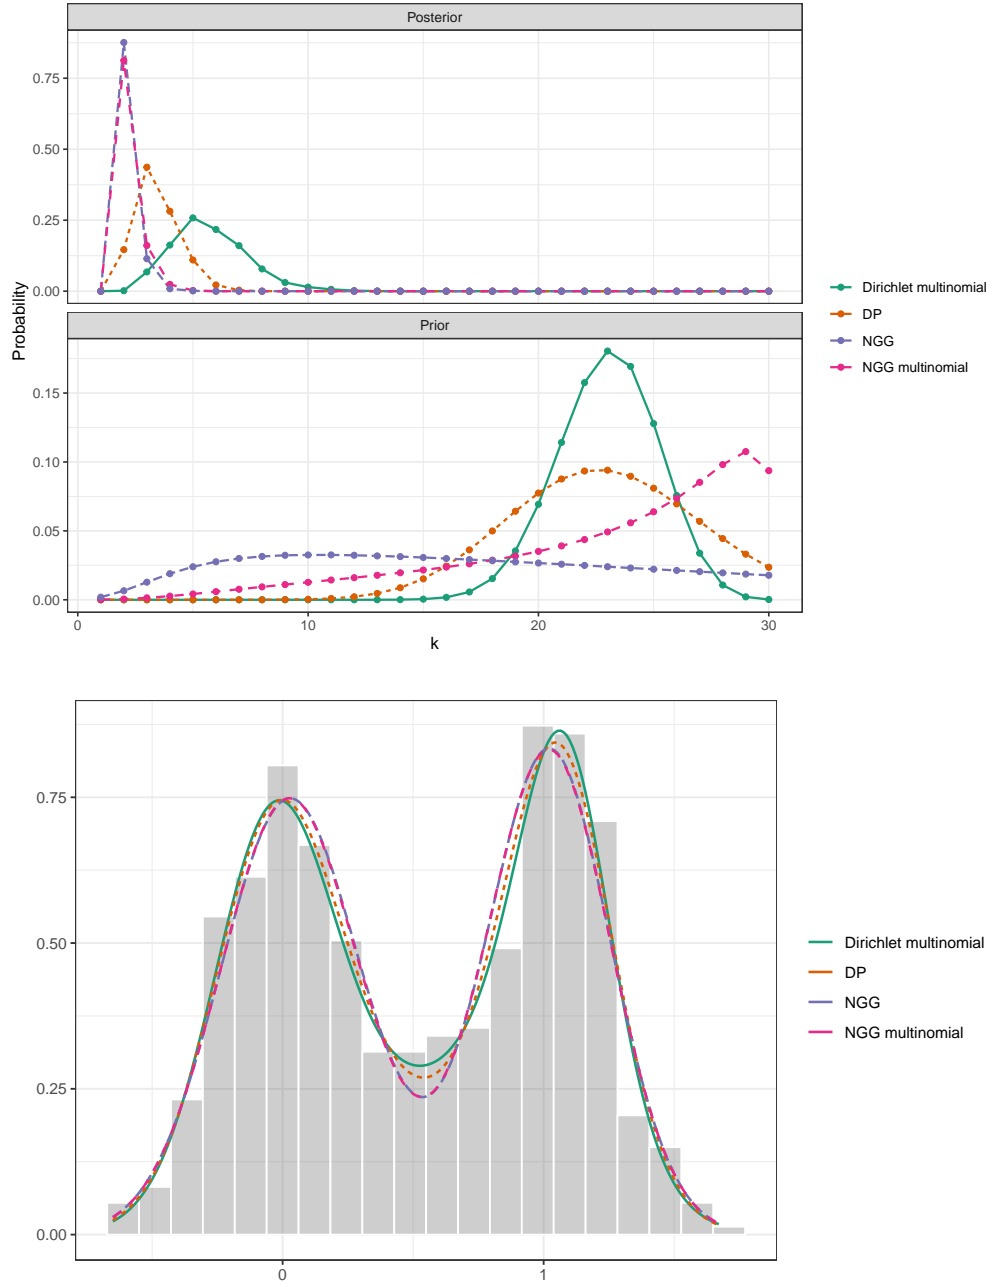 Posterior
0.75
0.50
0.25
0.00
Prior
0.15
0.10
0.05
0.00
0
10
20
30
k
Probability
Dirichlet multinomial
DP
NGG
NGG multinomial
0.75
0.50
0.25
0.00
0
1
Dirichlet multinomial
DP
NGG
NGG multinomial